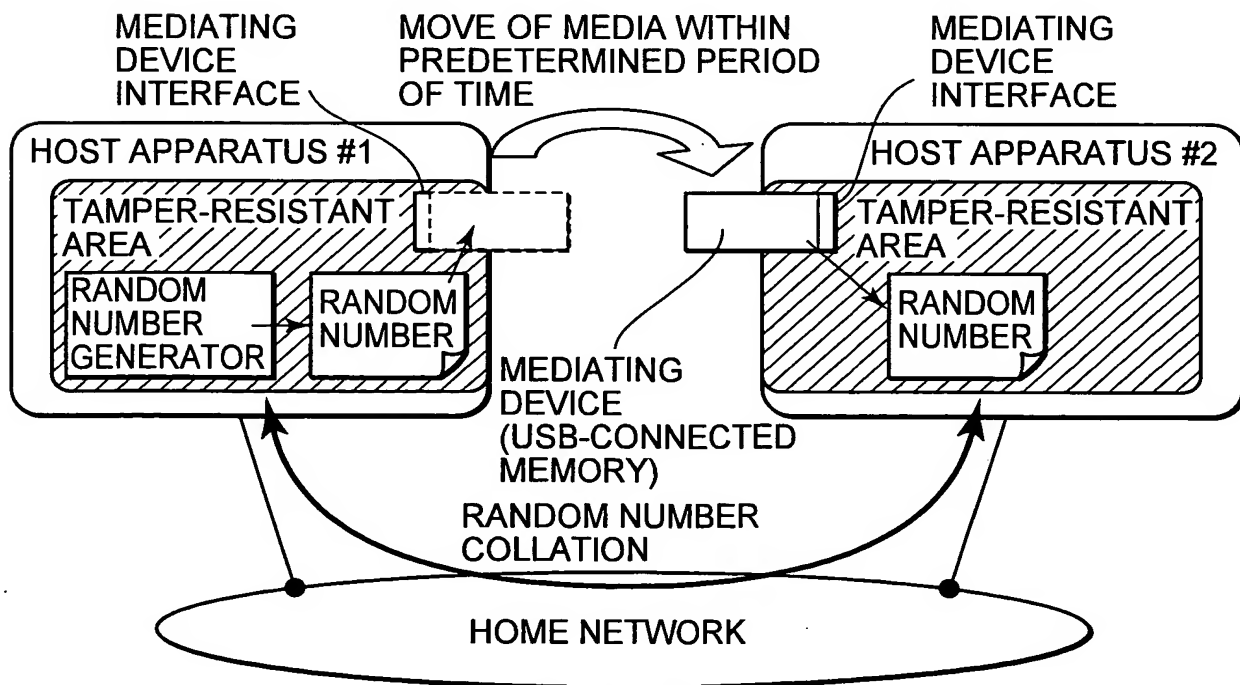 MEDIATING
DEVICE
INTERFACE
MOVE OF MEDIA WITHIN
PREDETERMINED PERIOD
OF TIME
MEDIATING
DEVICE
INTERFACE
HOST APPARATUS #1
TAMPER-RESISTANT
AREA
RANDOM
NUMBER
GENERATOR
RANDOM
NUMBER
HOST APPARATUS #2
TAMPER-RESISTANT
AREA
RANDOM
NUMBER
MEDIATING
DEVICE
(USB-CONNECTED
MEMORY)
RANDOM NUMBER
COLLATION
HOME NETWORK